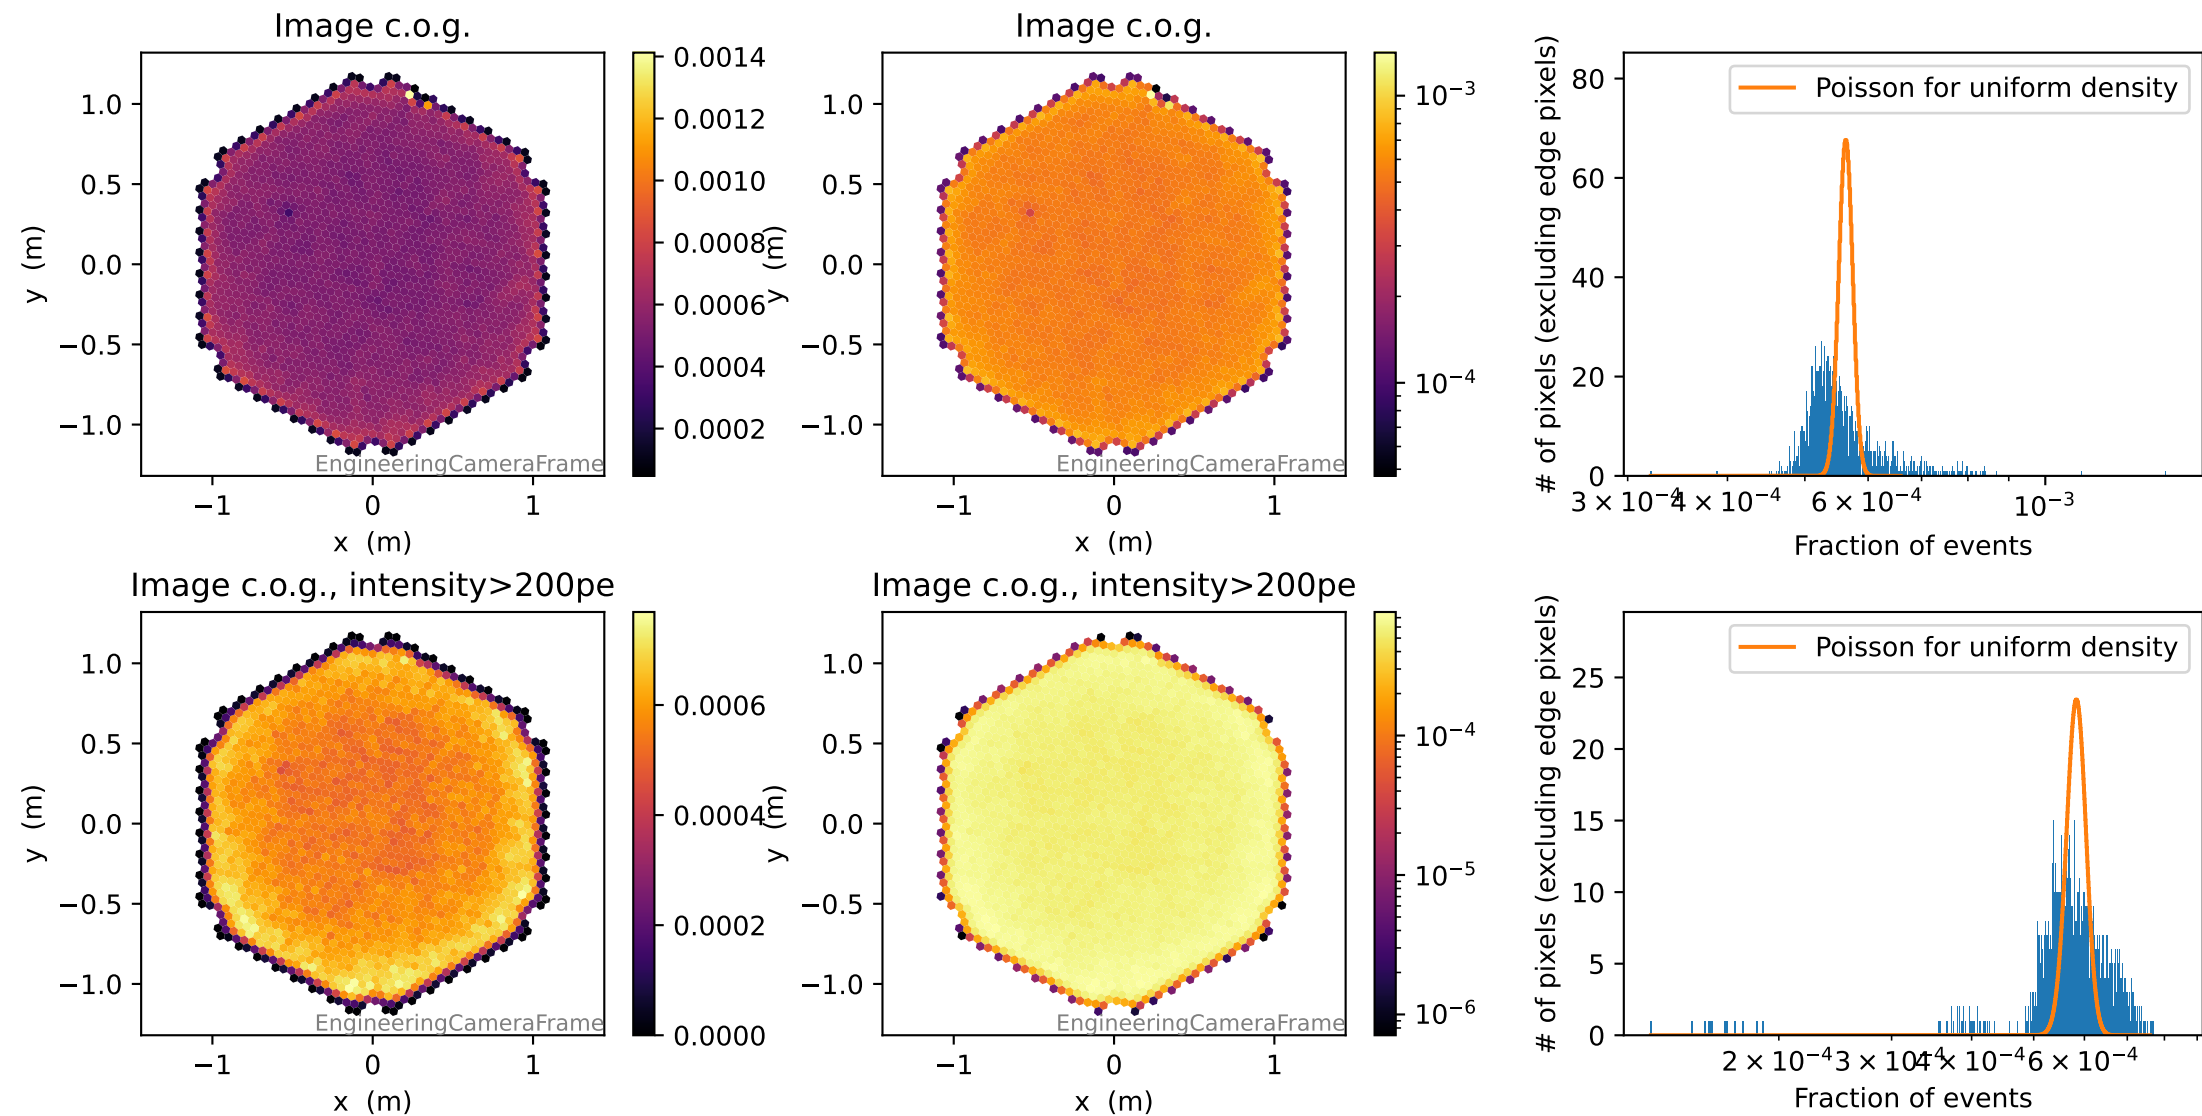 Image c.o.g.
1.0
0.5
0.0
−0.5
−1.0
y (m)
−1 0 1
x (m)
EngineeringCameraFrame
0.0014
0.0012
0.0010
0.0008
0.0006
0.0004
0.0002
Image c.o.g.
1.0
0.5
0.0
−0.5
−1.0
y (m)
−1 0 1
x (m)
EngineeringCameraFrame
10⁻³
10⁻⁴
# of pixels (excluding edge pixels)
80
60
40
20
0
Poisson for uniform density
3 × 10⁻⁴ 4 × 10⁻⁴ 6 × 10⁻⁴ 10⁻³
Fraction of events
Image c.o.g., intensity>200pe
1.0
0.5
0.0
−0.5
−1.0
y (m)
−1 0 1
x (m)
EngineeringCameraFrame
0.0006
0.0004
0.0002
0.0000
Image c.o.g., intensity>200pe
1.0
0.5
0.0
−0.5
−1.0
y (m)
−1 0 1
x (m)
EngineeringCameraFrame
10⁻⁴
10⁻⁵
10⁻⁶
# of pixels (excluding edge pixels)
25
20
15
10
5
0
Poisson for uniform density
2 × 10⁻⁴ 3 × 10⁻⁴ 4 × 10⁻⁴ 6 × 10⁻⁴
Fraction of events